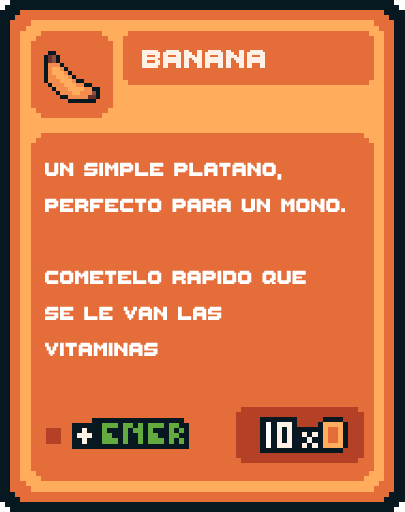 BANANA
UN SIMPLE PLATANO,
PERFECTO PARA UN MONO.
COMETELO RAPIDO QUE
SE LE VAN LAS
VITAMINAS
+ ENER
10x